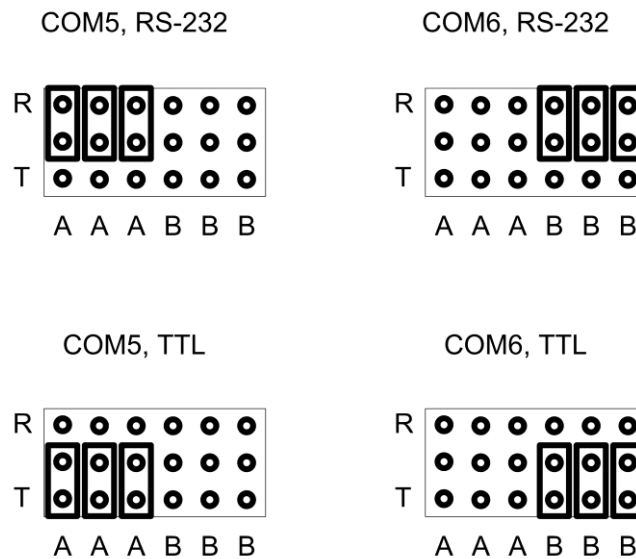 COM5, RS-232
COM6, RS-232
R
R
T
T
A A A B B B
A A A B B B
COM5, TTL
COM6, TTL
R
R
T
T
A A A B B B
A A A B B B